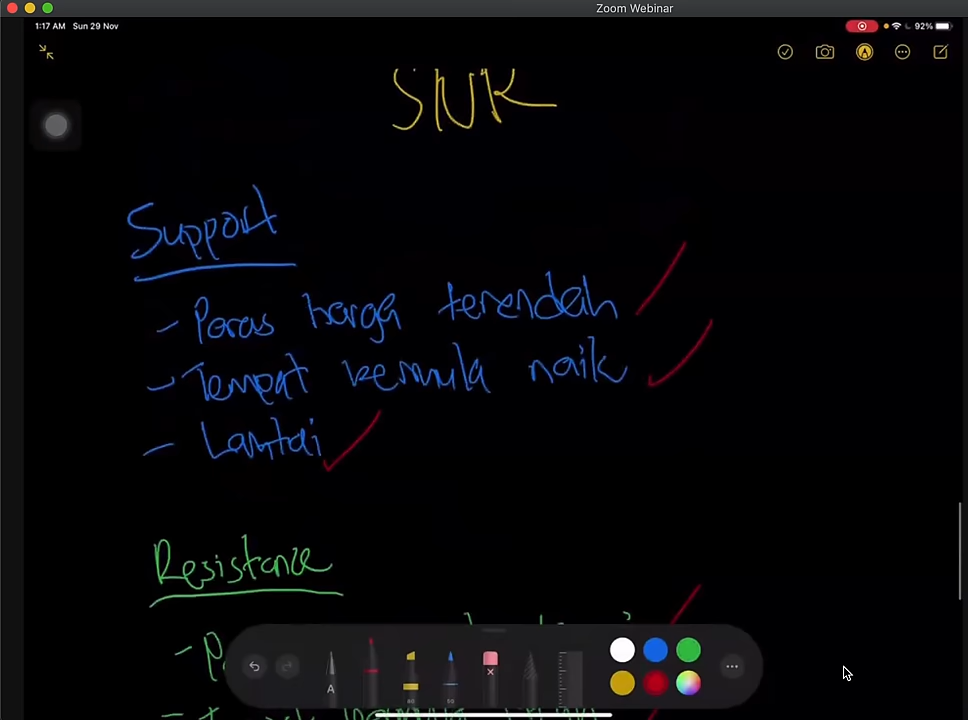 Zoom Webinar
1:17 AM Sun 29 Nov
92%
SNR
Support
- Paras harga terendah
- Tempat bermula naik
- Lantai
Resistance
A